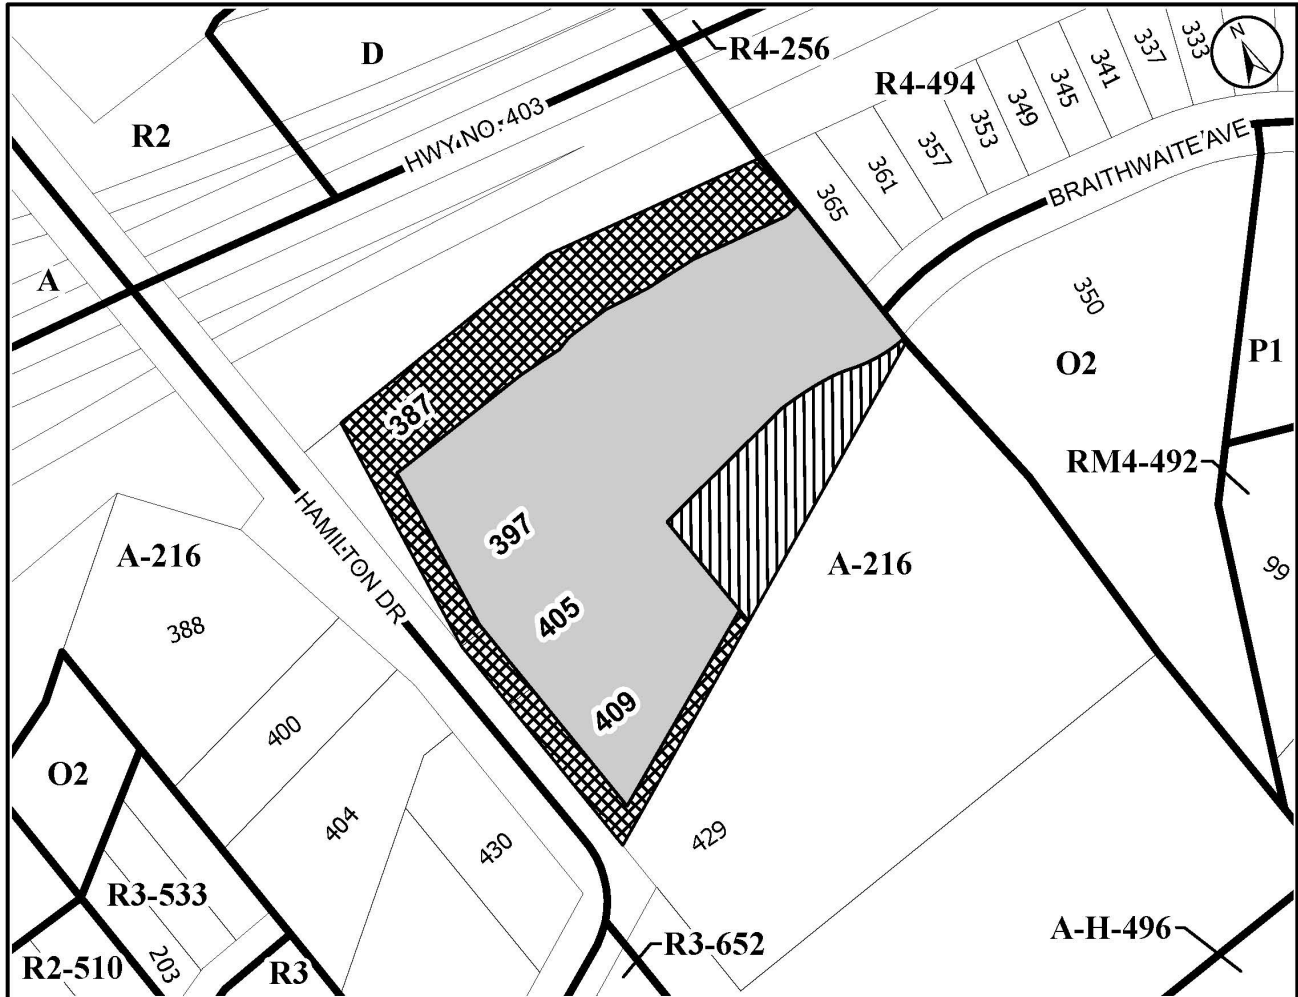 D
R4-256
N
R4-494
333
337
341
345
349
353
357
361
365
R2
HWY NO. 403
BRAITHWAITE AVE
A
350
O2
P1
387
RM4-492
397
HAMILTON DR
A-216
A-216
99
388
405
400
409
O2
404
430
429
R3-533
R3-652
A-H-496
R2-510
203
R3